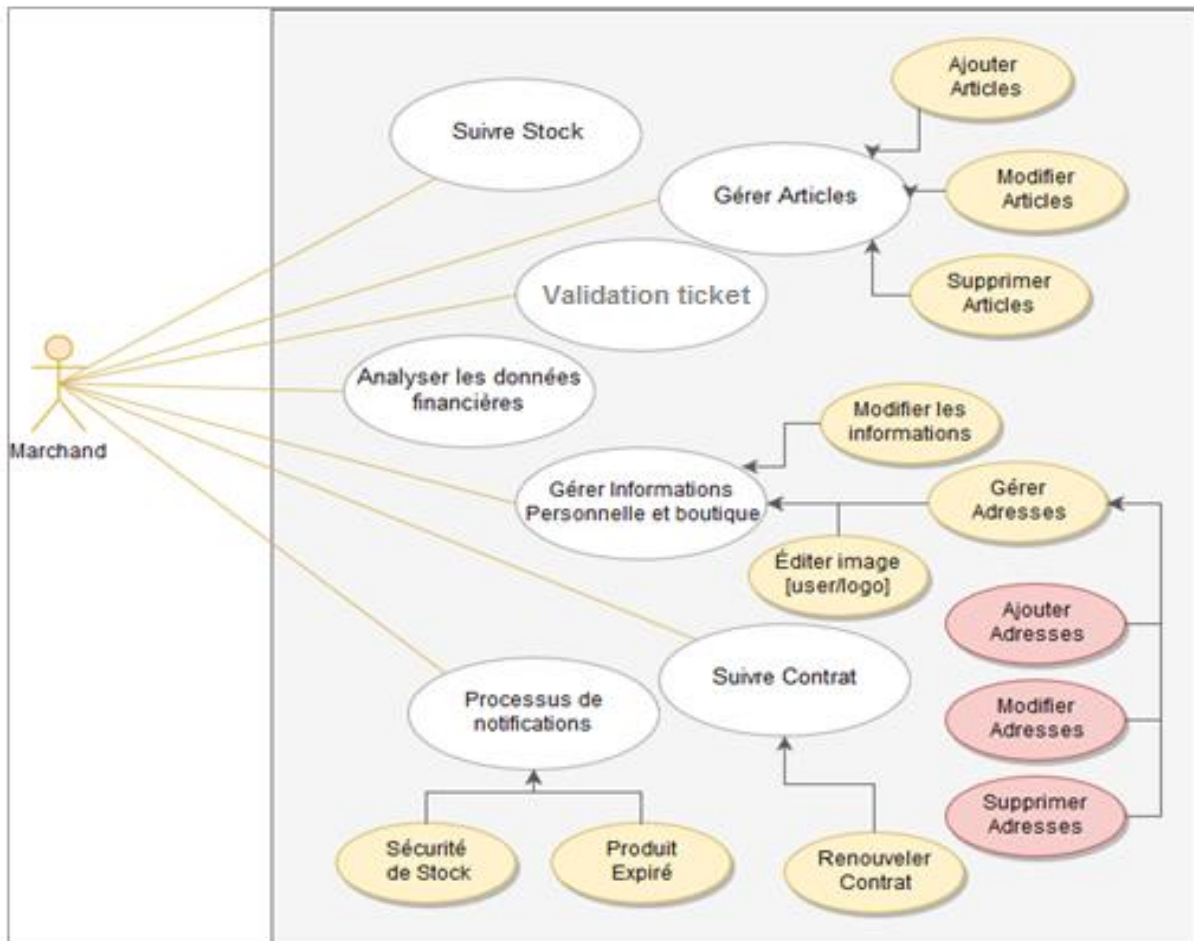 Ajouter
Articles
Suivre Stock
Gérer Articles
Modifier
Articles
Supprimer
Articles
Validation ticket
Marchand
Analyser les données
financiéres
Modifier les
informations
Gérer Informations
Personnelle et boutique
Gérer
Adresses
Éditer image
[user/logo]
Ajouter
Adresses
Suivre Contrat
Modifier
Adresses
Processus de
notifications
Supprimer
Adresses
Sécurité
de Stock
Produit
Expiré
Renouveler
Contrat